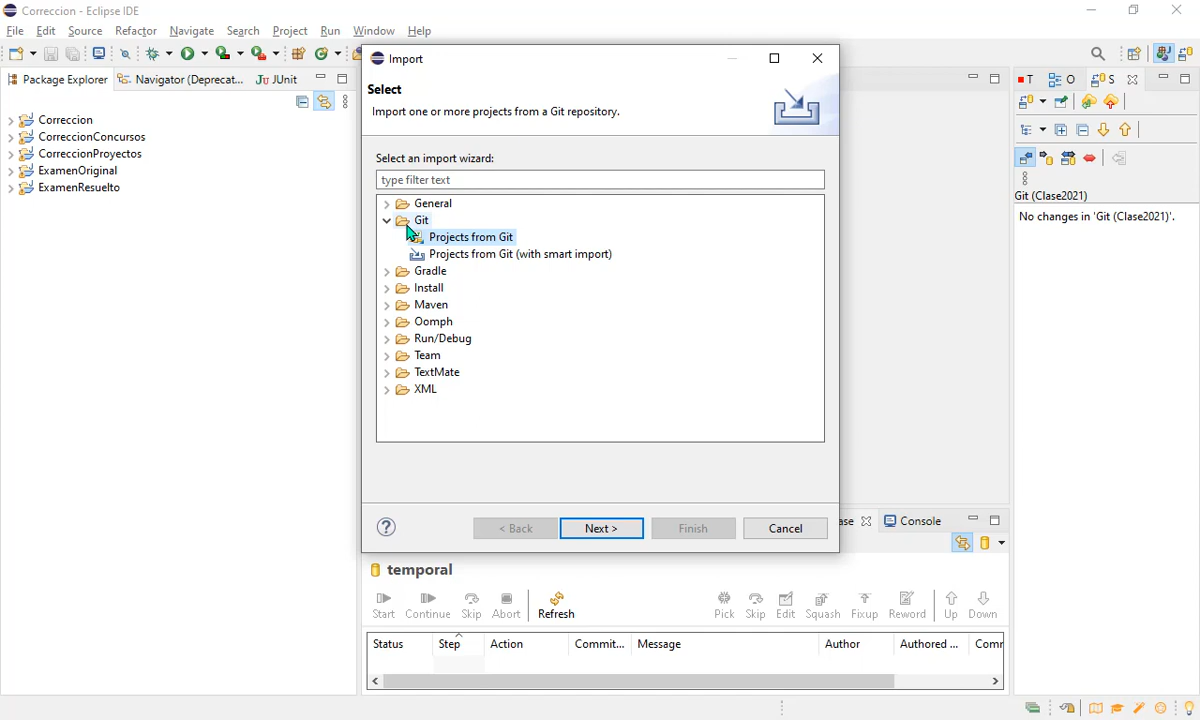 Correccion - Eclipse IDE
File Edit Source Refactor Navigate Search Project Run Window Help
Package Explorer Navigator (Deprecat... JUnit
Correccion
CorreccionConcursos
CorreccionProyectos
ExamenOriginal
ExamenResuelto
Import
Select
Import one or more projects from a Git repository.
Select an import wizard:
type filter text
General
Git
Projects from Git
Projects from Git (with smart import)
Gradle
Install
Maven
Oomph
Run/Debug
Team
TextMate
XML
< Back Next > Finish Cancel
T O S
Git (Clase2021)
No changes in 'Git (Clase2021)'.
ase Console
temporal
Start Continue Skip Abort Refresh Pick Skip Edit Squash Fixup Reword Up Down
Status Step Action Commit... Message Author Authored ... Comm